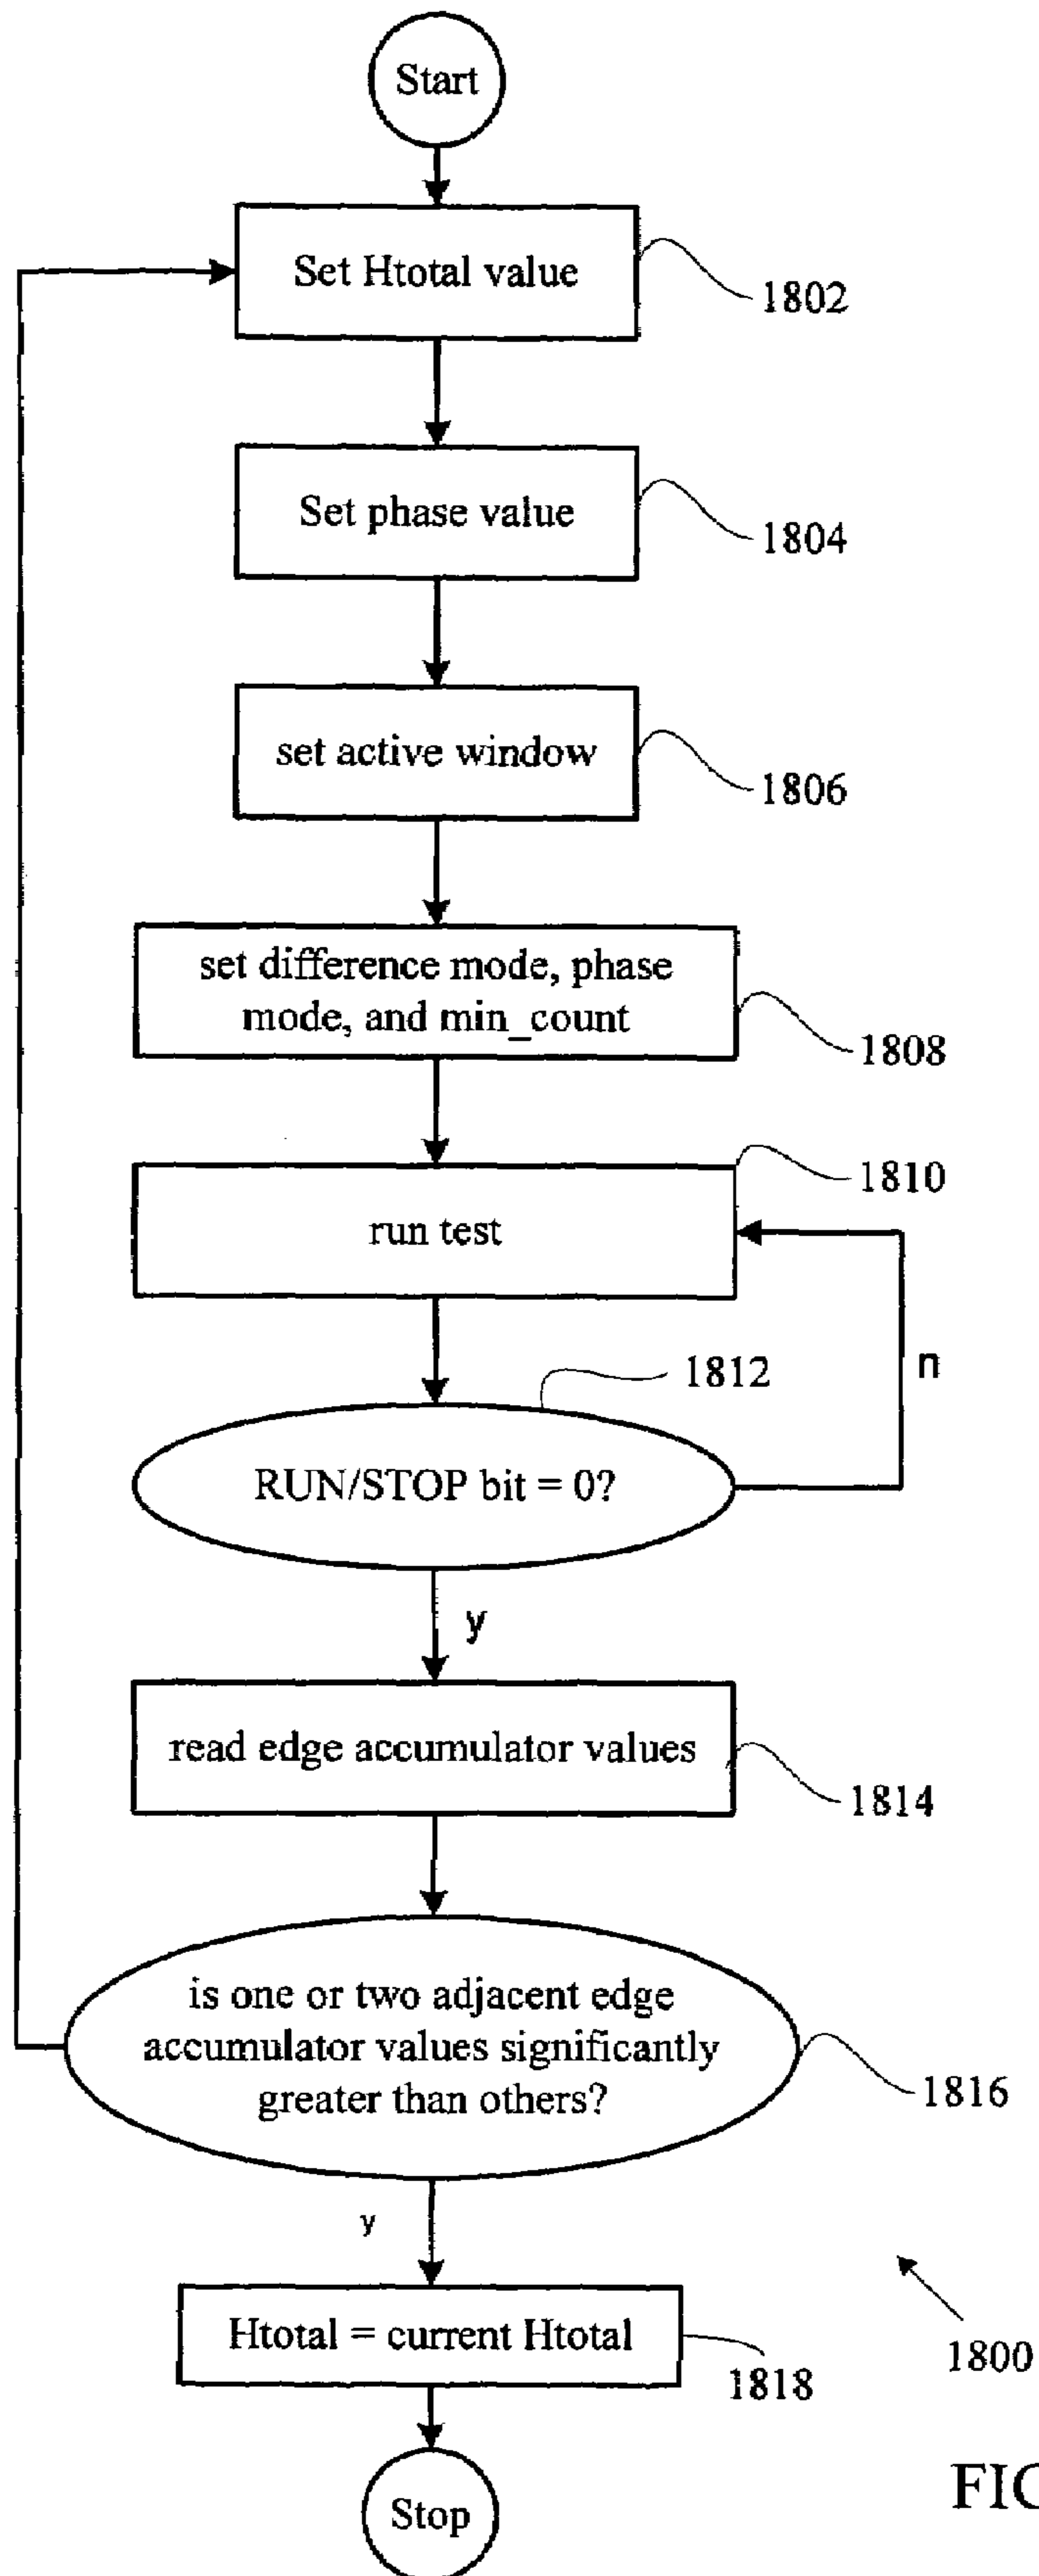 Start
Set Htotal value
1802
Set phase value
1804
set active window
1806
set difference mode, phase
mode, and min_count
1808
1810
run test
n
1812
RUN/STOP bit = 0?
y
read edge accumulator values
1814
is one or two adjacent edge
accumulator values significantly
greater than others?
1816
y
Htotal = current Htotal
1818
1800
Stop
FIG